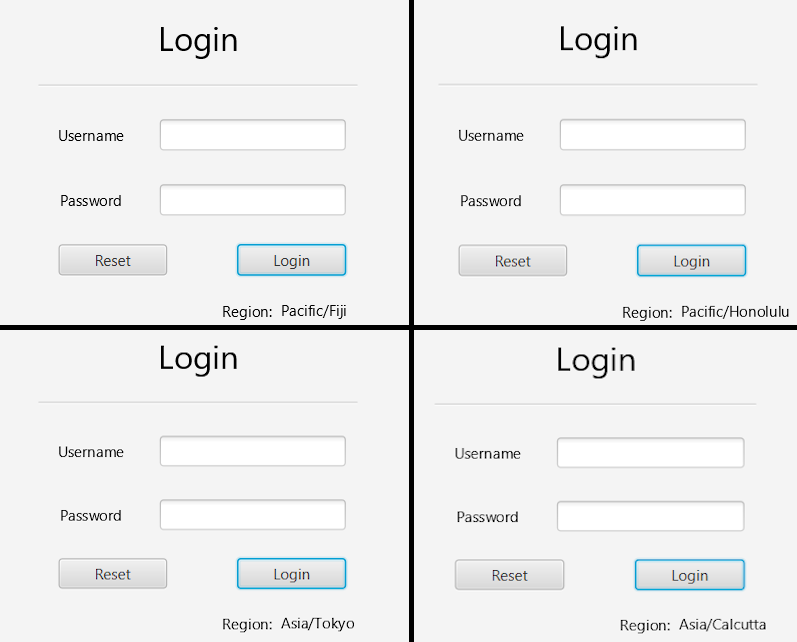 Login
Username
Password
Reset Login
Region: Pacific/Fiji
Login
Username
Password
Reset Login
Region: Pacific/Honolulu
Login
Username
Password
Reset Login
Region: Asia/Tokyo
Login
Username
Password
Reset Login
Region: Asia/Calcutta